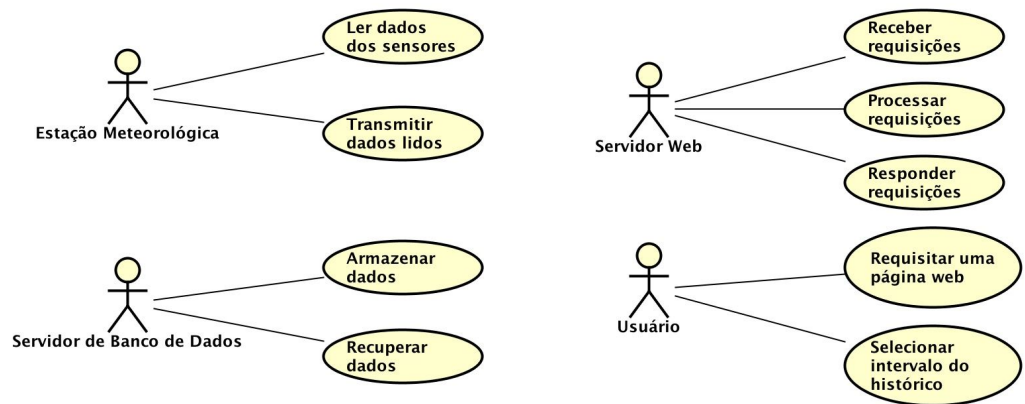 Ler dados
dos sensores
Estação Meteorológica
Transmitir
dados lidos
Receber
requisições
Processar
requisições
Servidor Web
Responder
requisições
Armazenar
dados
Servidor de Banco de Dados
Recuperar
dados
Requisitar uma
página web
Usuário
Selecionar
intervalo do
histórico